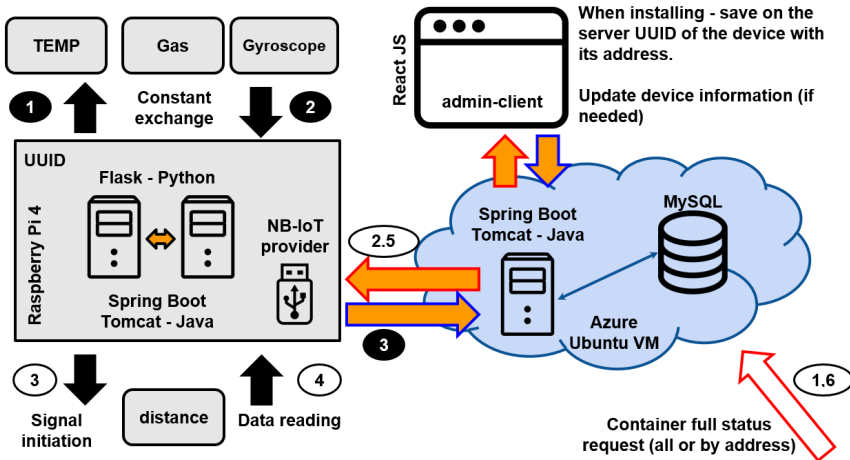 TEMP
Gas
Gyroscope
1
Constant
exchange
2
UUID
Raspberry Pi 4
Flask - Python
Spring Boot
Tomcat - Java
NB-IoT
provider
3
Signal
initiation
distance
4
Data reading
2.5
3
React JS
admin-client
When installing - save on the
server UUID of the device with
its address.
Update device information (if
needed)
Spring Boot
Tomcat - Java
MySQL
Azure
Ubuntu VM
1.6
Container full status
request (all or by address)